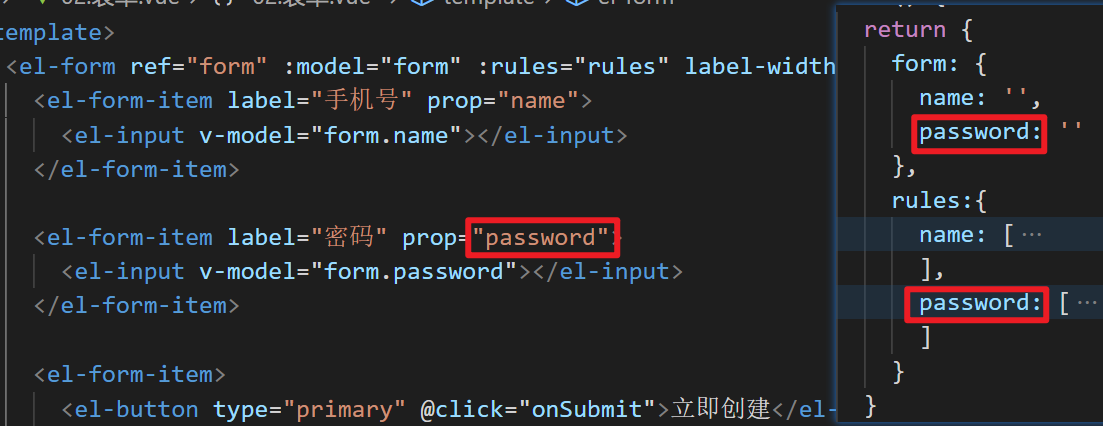 template>
<el-form ref="form" :model="form" :rules="rules" label-width
<el-form-item label="手机号" prop="name">
<el-input v-model="form.name"></el-input>
</el-form-item>
<el-form-item label="密码" prop="password">
<el-input v-model="form.password"></el-input>
</el-form-item>
<el-form-item>
<el-button type="primary" @click="onSubmit">立即创建</el-
return {
form: {
name: '',
password: ''
},
rules:{
name: [ ⋯
],
password: [ ⋯
]
}
}